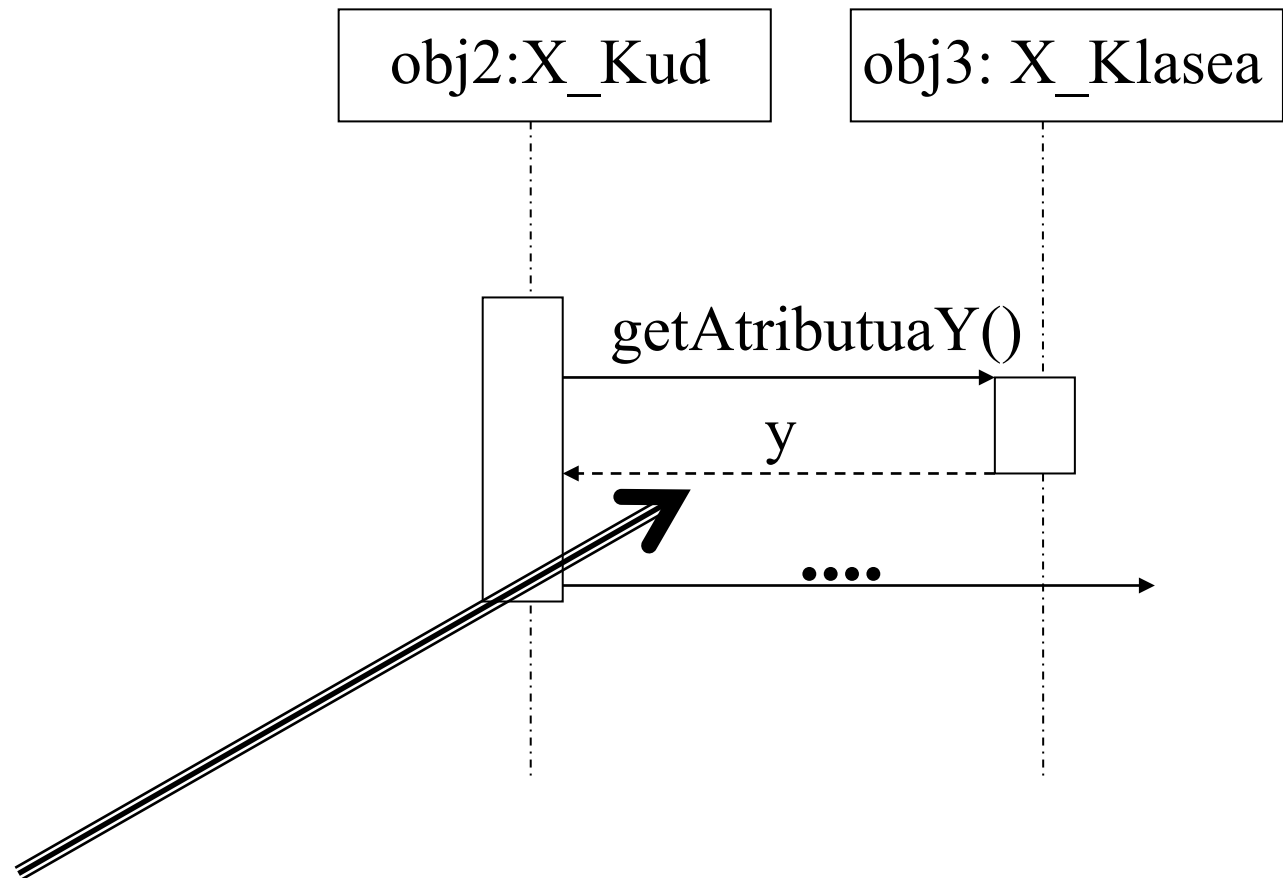 obj2:X_Kud
obj3: X_Klasea
getAtributuaY()
y
....